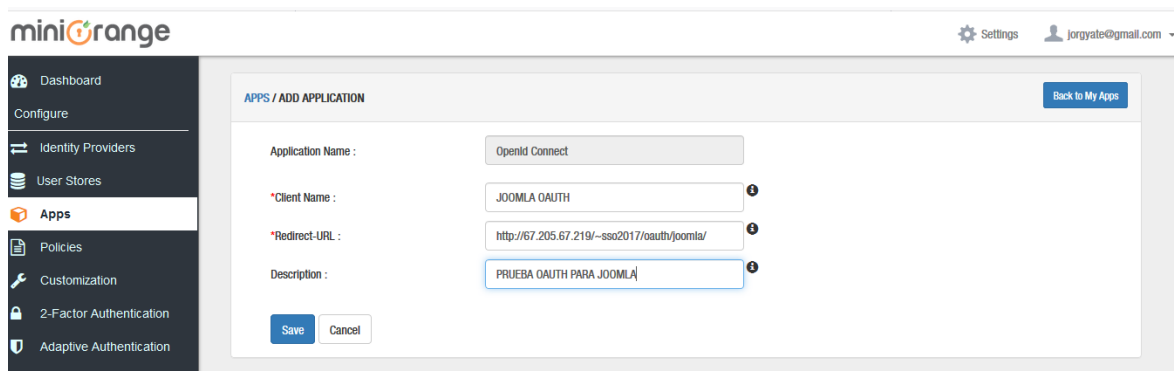 miniOrange
Settings
jorgyate@gmail.com
Dashboard
Configure
Identity Providers
User Stores
Apps
Policies
Customization
2-Factor Authentication
Adaptive Authentication
APPS / ADD APPLICATION
Back to My Apps
Application Name :
OpenId Connect
*Client Name :
JOOMLA OAUTH
*Redirect-URL :
http://67.205.67.219/~sso2017/oauth/joomla/
Description :
PRUEBA OAUTH PARA JOOMLA
Save
Cancel